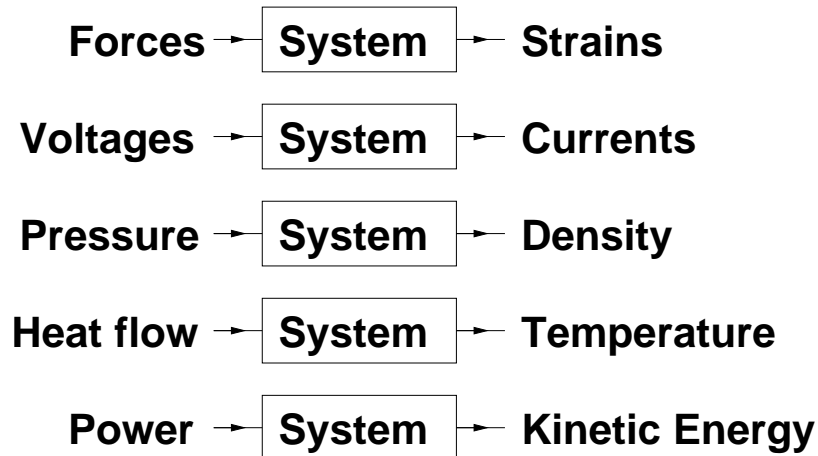 Forces System Strains
Voltages System Currents
Pressure System Density
Heat flow System Temperature
Power System Kinetic Energy